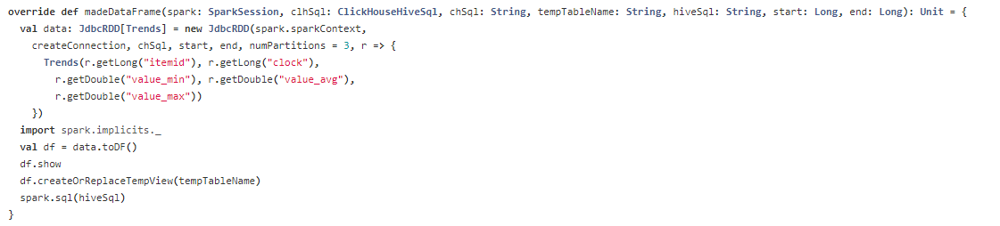 override def madeDataFrame(spark: SparkSession, clhSql: ClickHouseHiveSql, chSql: String, tempTableName: String, hiveSql: String, start: Long, end: Long): Unit = {
  val data: JdbcRDD[Trends] = new JdbcRDD(spark.sparkContext,
    createConnection, chSql, start, end, numPartitions = 3, r => {
      Trends(r.getLong("itemid"), r.getLong("clock"),
        r.getDouble("value_min"), r.getDouble("value_avg"),
        r.getDouble("value_max"))
    })
  import spark.implicits._
  val df = data.toDF()
  df.show
  df.createOrReplaceTempView(tempTableName)
  spark.sql(hiveSql)
}